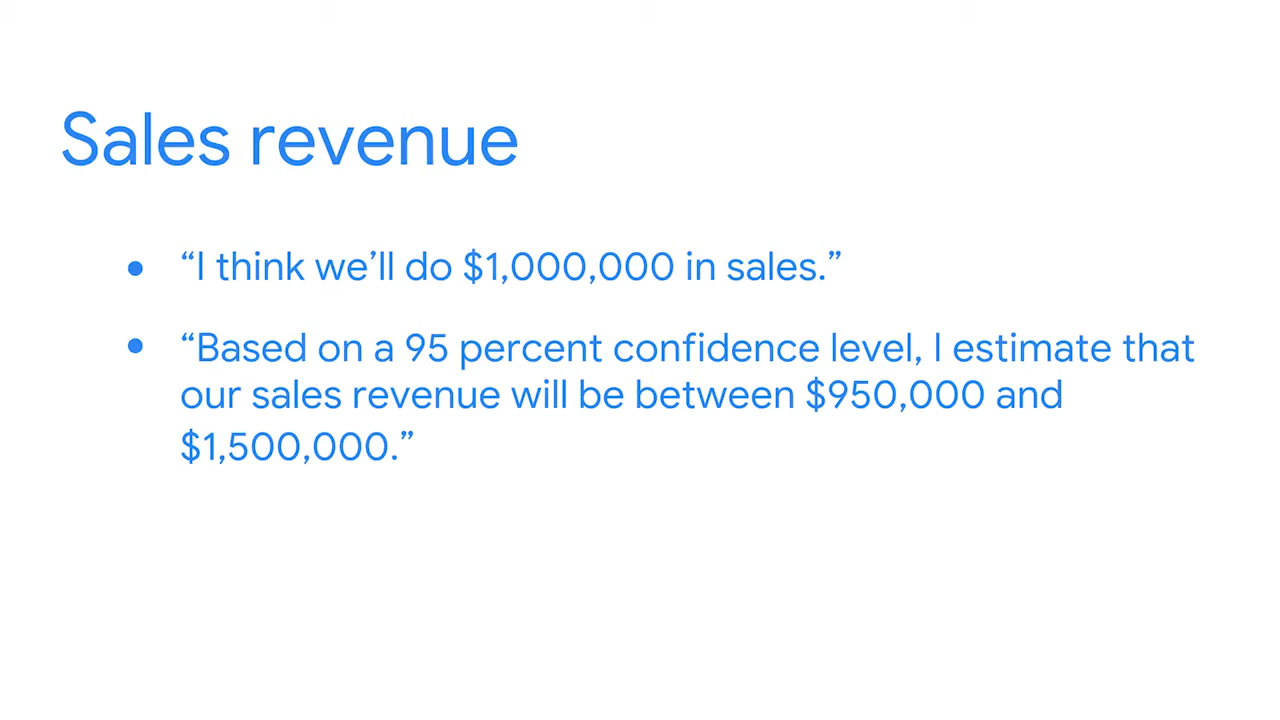 Sales revenue
• “I think we’ll do $1,000,000 in sales.”
• “Based on a 95 percent confidence level, I estimate that
our sales revenue will be between $950,000 and
$1,500,000.”